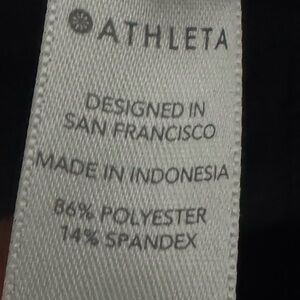 ATHLETA
DESIGNED IN
SAN FRANCISCO
MADE IN INDONESIA
86% POLYESTER
14% SPANDEX